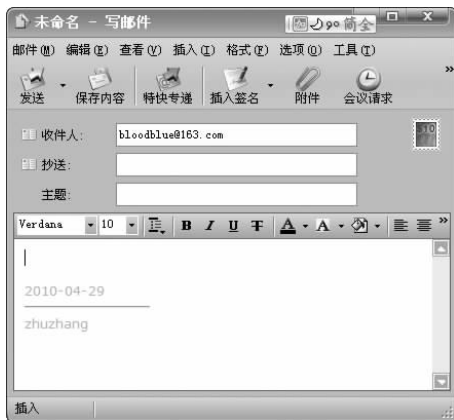 未命名 - 写邮件
简全
邮件(M) 编辑(E) 查看(V) 插入(I) 格式(F) 选项(O) 工具(T)
发送 保存内容 特快专递 插入签名 附件 会议请求
收件人: bloodblue@163.com
抄送:
主题:
Verdana 10 B I U T A A
2010-04-29
zhuzhang
插入